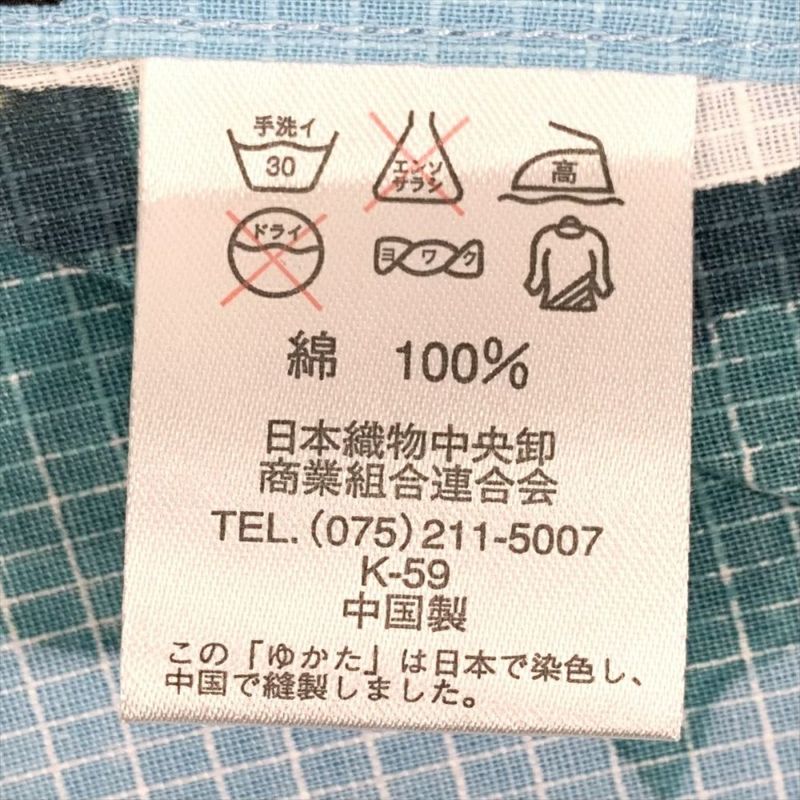 手洗イ
30
エンソ
サラシ
高
ドライ
ヨワク
綿 100%
日本織物中央卸
商業組合連合会
TEL.(075)211-5007
K-59
中国製
この「ゆかた」は日本で染色し、
中国で縫製しました。